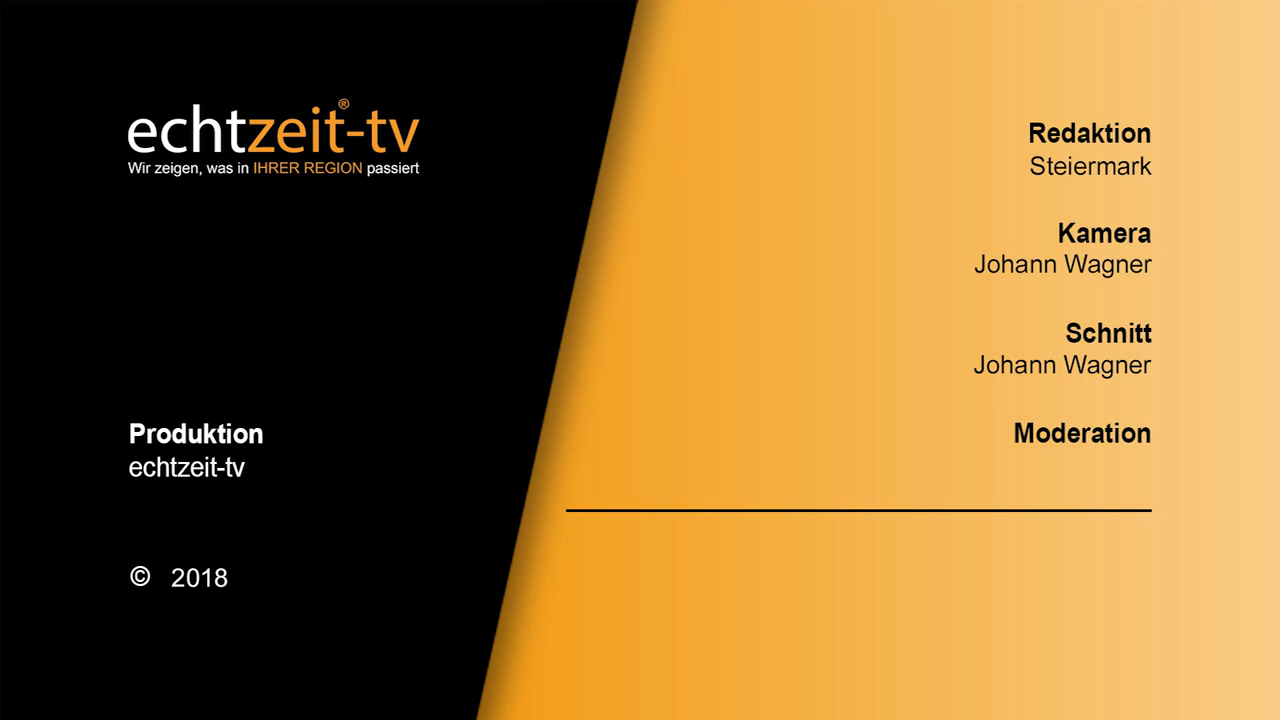 echtzeit-tv®
Wir zeigen, was in IHRER REGION passiert
Produktion
echtzeit-tv
© 2018
Redaktion
Steiermark
Kamera
Johann Wagner
Schnitt
Johann Wagner
Moderation